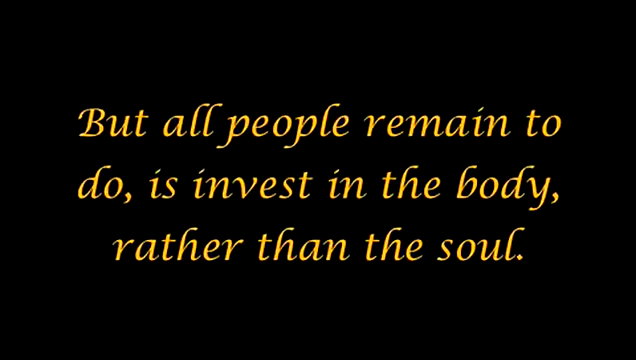 But all people remain to
do, is invest in the body,
rather than the soul.